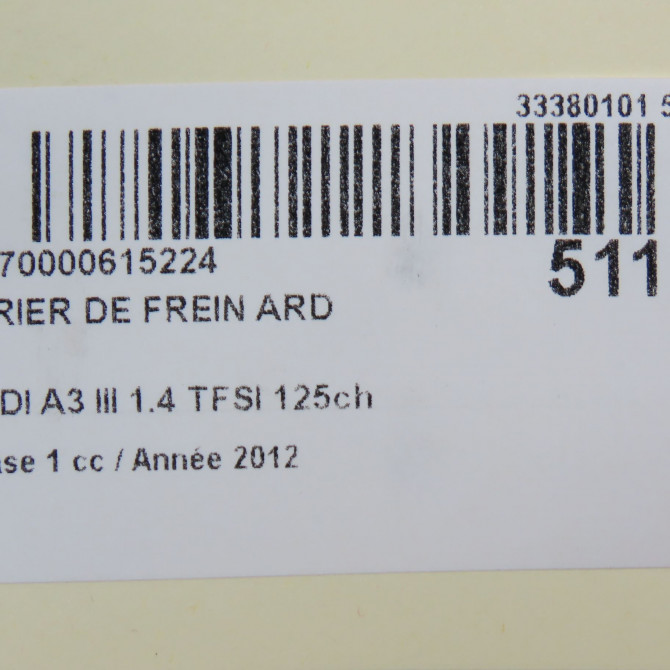 33380101 5
70000615224
511
RIER DE FREIN ARD
DI A3 III 1.4 TFSI 125ch
ase 1 cc / Année 2012